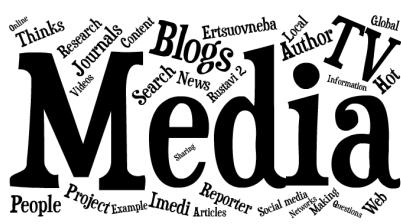 Online
Thinks
Research
Journals
Videos
Content
Blogs
Search
News
Rustavi 2
Ertsuovneba
Local
Author
TV
Global
Hot
Information
Media
Sharing
People
Project
Example
Imedi
Articles
Reporter
Social media
Networks
Making
Questions
Web